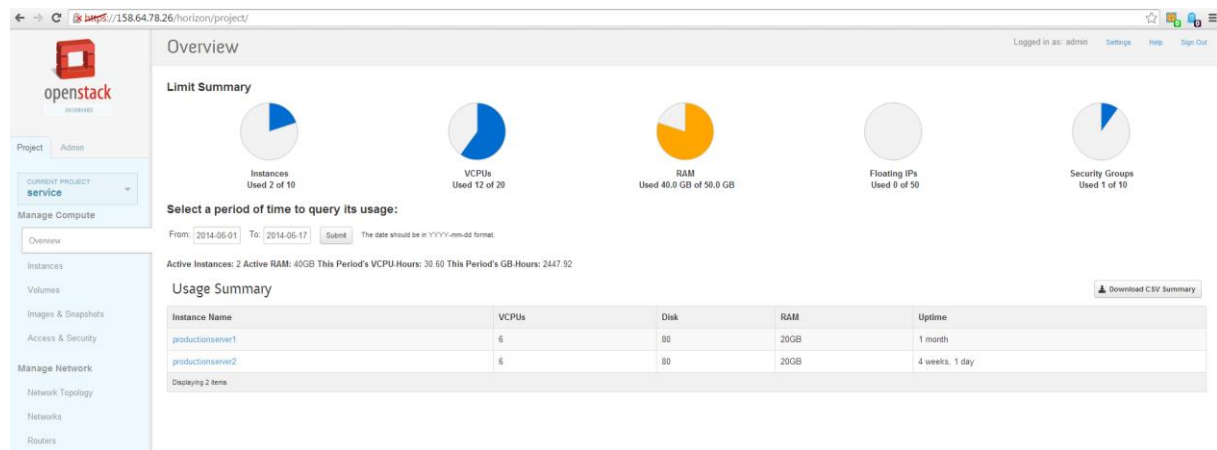 https://158.64.78.26/horizon/project/
openstack
DASHBOARD
Project Admin
CURRENT PROJECT
service
Manage Compute
Overview
Instances
Volumes
Images & Snapshots
Access & Security
Manage Network
Network Topology
Networks
Routers
Overview
Logged in as: admin Settings Help Sign Out
Limit Summary
Instances
Used 2 of 10
VCPUs
Used 12 of 20
RAM
Used 40.0 GB of 50.0 GB
Floating IPs
Used 0 of 50
Security Groups
Used 1 of 10
Select a period of time to query its usage:
From: 2014-06-01 To: 2014-06-17 Submit The date should be in YYYY-mm-dd format.
Active Instances: 2 Active RAM: 40GB This Period's VCPU-Hours: 30.60 This Period's GB-Hours: 2447.92
Usage Summary
Download CSV Summary
Instance Name VCPUs Disk RAM Uptime
productionserver1 6 80 20GB 1 month
productionserver2 6 80 20GB 4 weeks, 1 day
Displaying 2 items